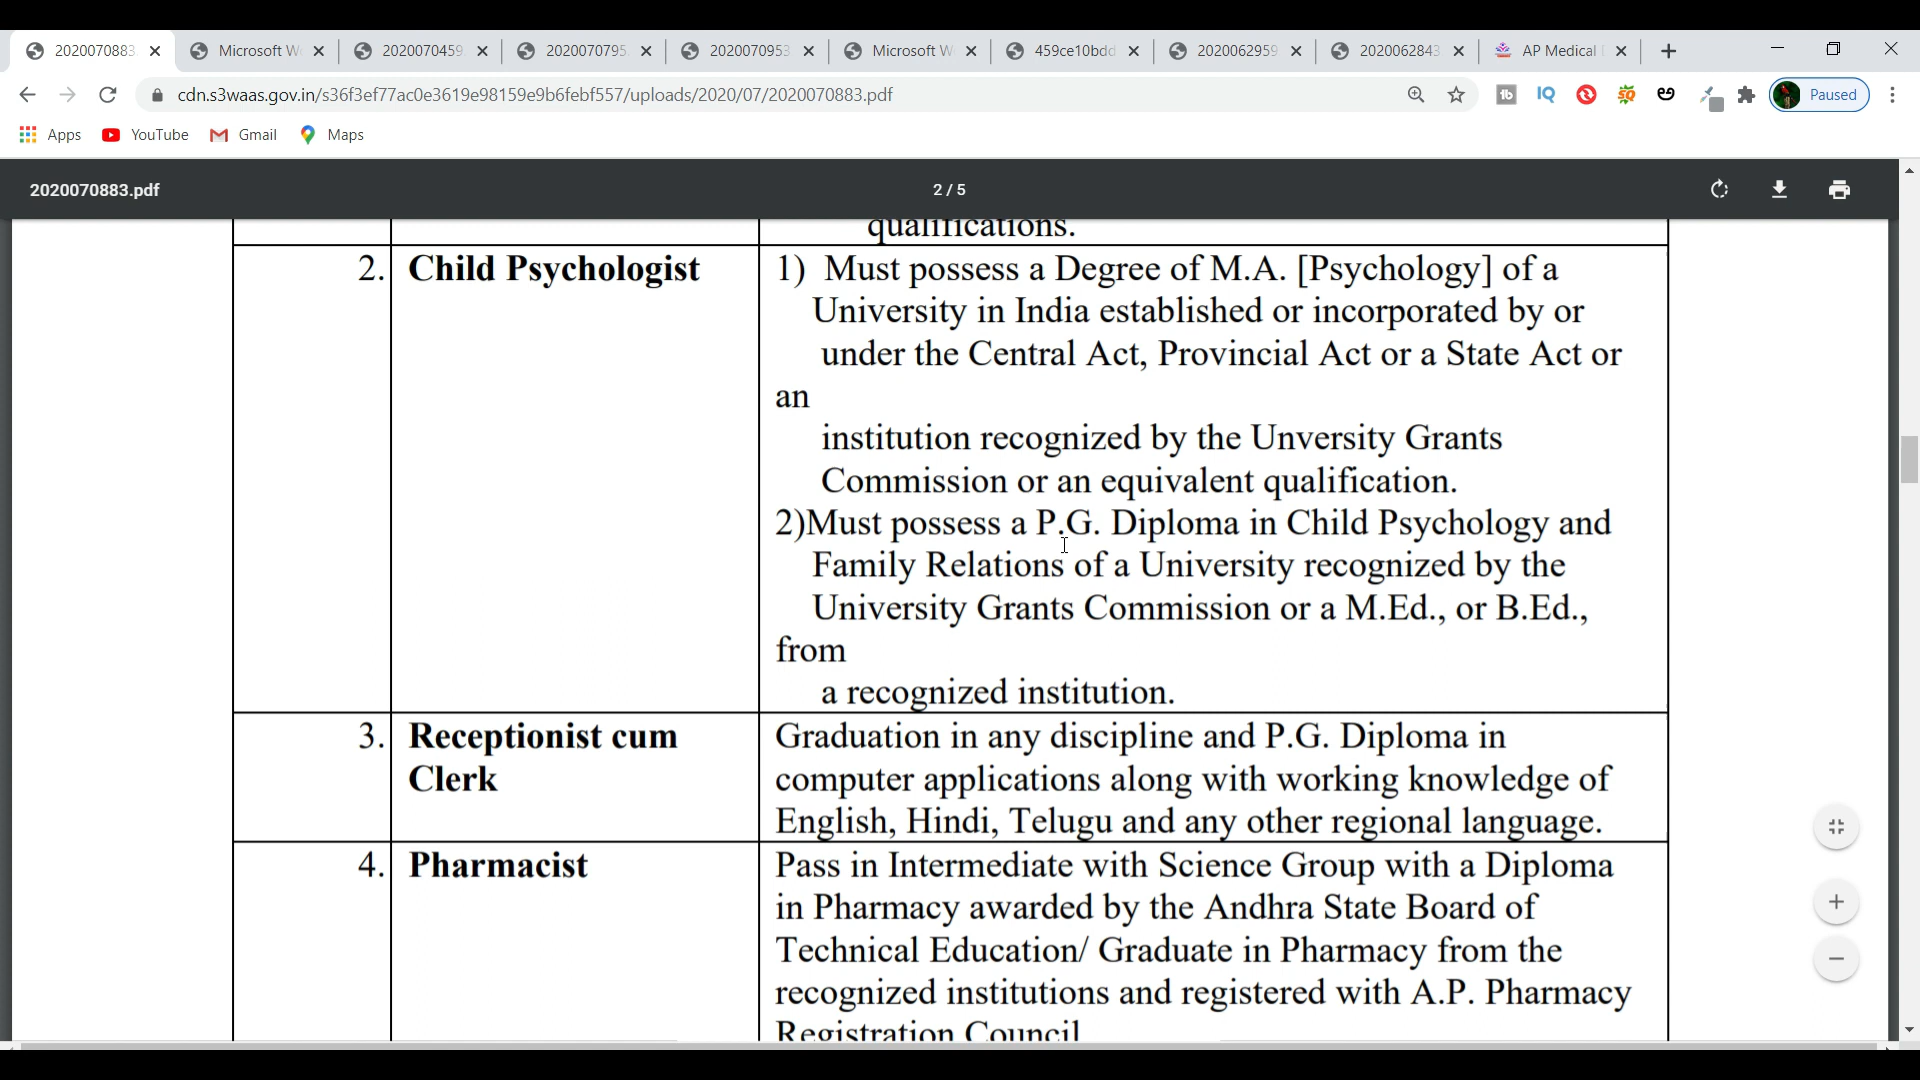 2020070883
Microsoft W
2020070459
2020070795
2020070953
Microsoft W
459ce10bdd
2020062959
2020062843
AP Medical
cdn.s3waas.gov.in/s36f3ef77ac0e3619e98159e9b6febf557/uploads/2020/07/2020070883.pdf
Paused
Apps
YouTube
Gmail
Maps
2020070883.pdf
2 / 5
qualifications.
2.
Child Psychologist
1) Must possess a Degree of M.A. [Psychology] of a
University in India established or incorporated by or
under the Central Act, Provincial Act or a State Act or
an
institution recognized by the Unversity Grants
Commission or an equivalent qualification.
2)Must possess a P.G. Diploma in Child Psychology and
Family Relations of a University recognized by the
University Grants Commission or a M.Ed., or B.Ed.,
from
a recognized institution.
3.
Receptionist cum
Clerk
Graduation in any discipline and P.G. Diploma in
computer applications along with working knowledge of
English, Hindi, Telugu and any other regional language.
4.
Pharmacist
Pass in Intermediate with Science Group with a Diploma
in Pharmacy awarded by the Andhra State Board of
Technical Education/ Graduate in Pharmacy from the
recognized institutions and registered with A.P. Pharmacy
Registration Council